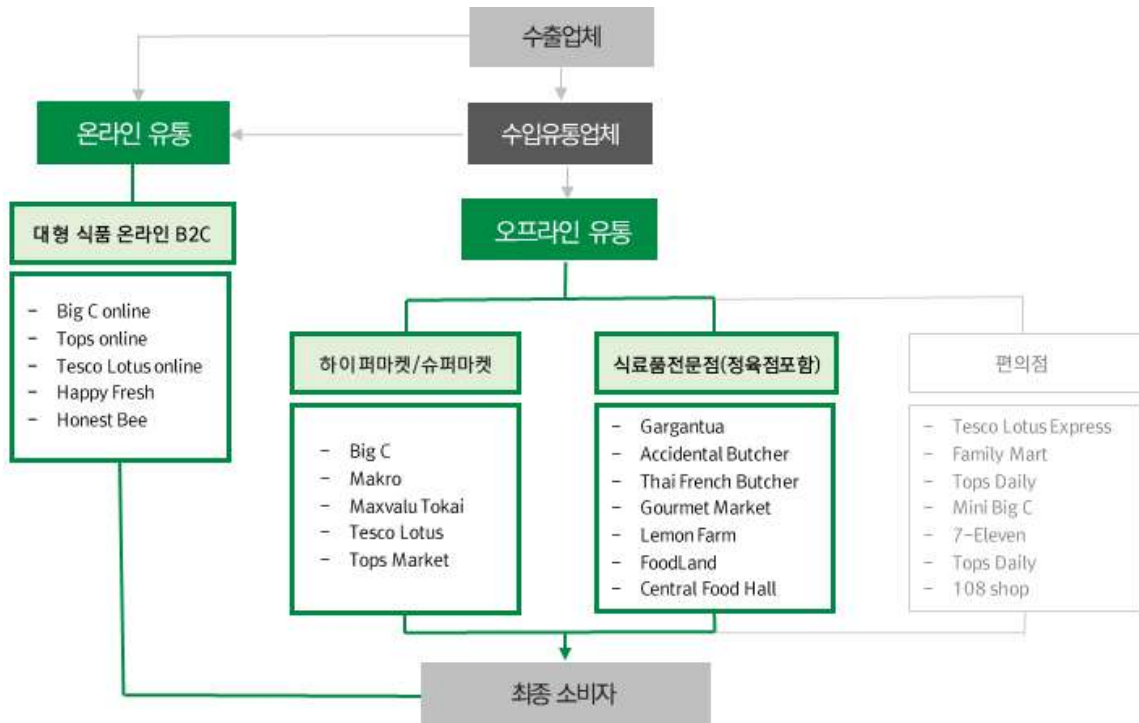 수출업체
온라인 유통
수입유통업체
대형 식품 온라인 B2C
오프라인 유통
- Big C online
- Tops online
- Tesco Lotus online
- Happy Fresh
- Honest Bee
하이퍼마켓/슈퍼마켓
식료품전문점(정육점포함)
편의점
- Big C
- Makro
- Maxvalu Tokai
- Tesco Lotus
- Tops Market
- Gargantua
- Accidental Butcher
- Thai French Butcher
- Gourmet Market
- Lemon Farm
- FoodLand
- Central Food Hall
- Tesco Lotus Express
- Family Mart
- Tops Daily
- Mini Big C
- 7-Eleven
- Tops Daily
- 108 shop
최종 소비자